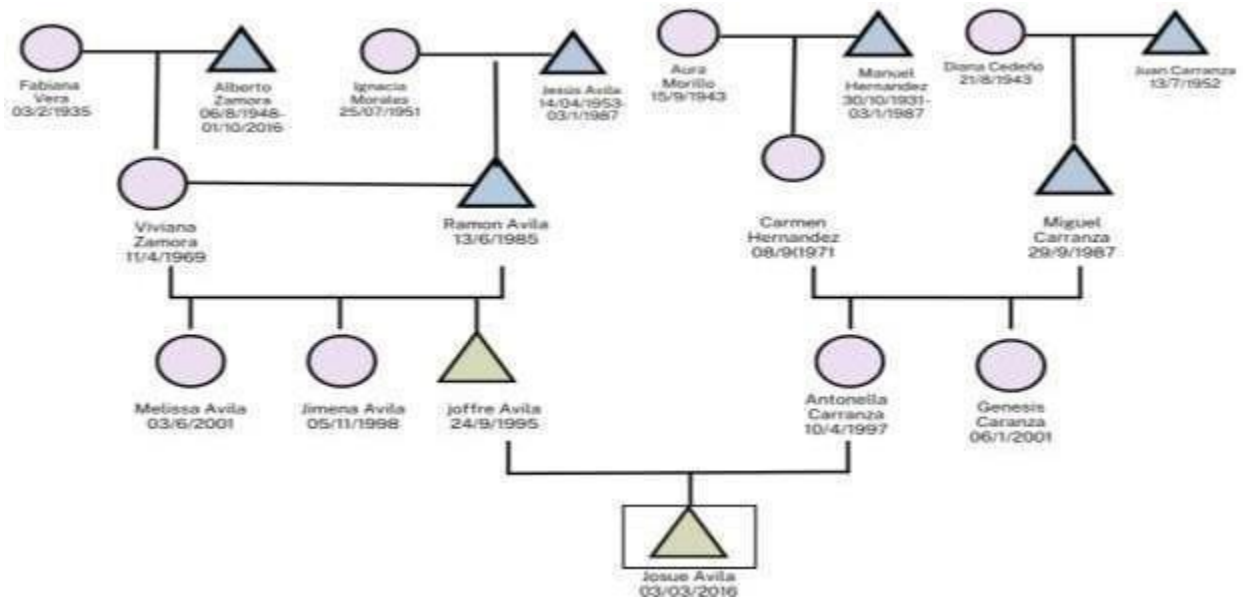 Fabiana
Vera
03/2/1935
Alberto
Zamora
06/8/1948-
01/10/2016
Ignacia
Morales
25/07/1951
Jesús Avila
14/04/1953-
03/1/1987
Aura
Morillo
15/9/1943
Manuel
Hernandez
30/10/1931-
03/1/1987
Diana Cedeño
21/8/1943
Juan Carranza
13/7/1952
Viviana
Zamora
11/4/1969
Ramon Avila
13/6/1985
Carmen
Hernandez
08/9(1971
Miguel
Carranza
29/9/1987
Melissa Avila
03/6/2001
Jimena Avila
05/11/1998
joffre Avila
24/9/1995
Antonella
Carranza
10/4/1997
Genesis
Caranza
06/1/2001
Josue Avila
03/03/2016